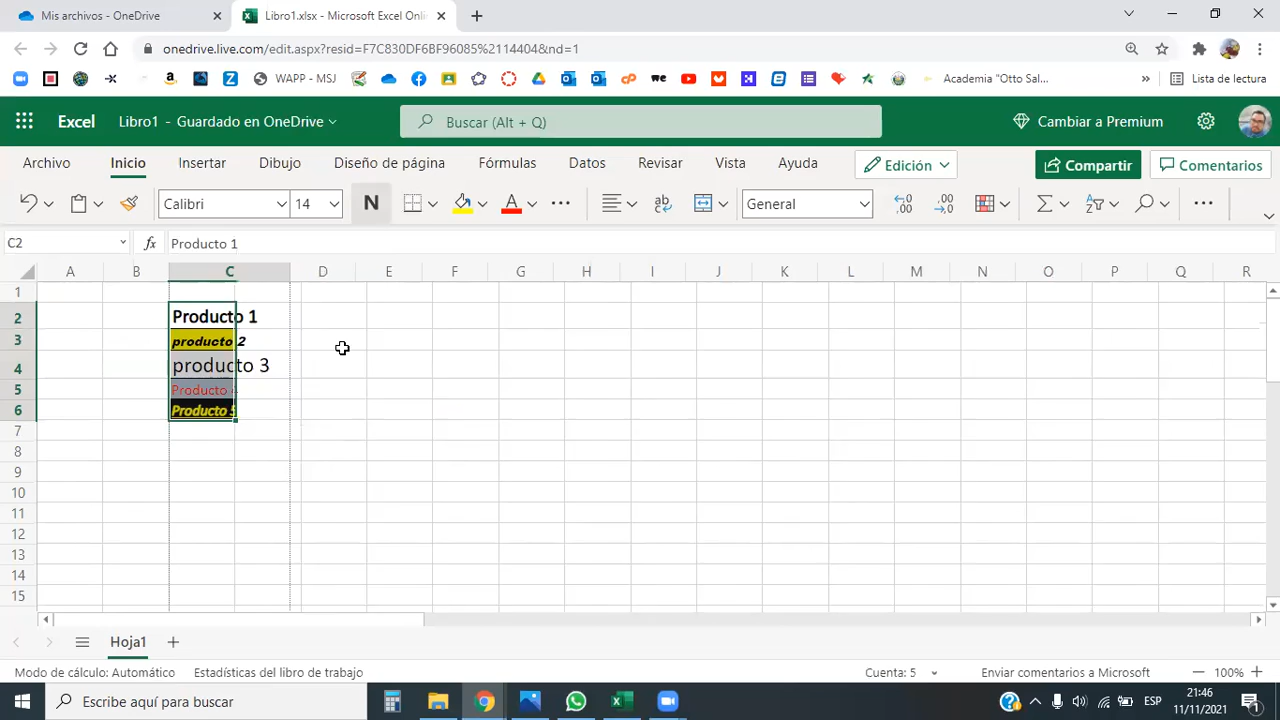 Mis archivos - OneDrive
Libro1.xlsx - Microsoft Excel Onli
onedrive.live.com/edit.aspx?resid=F7C830DF6BF96085%2114404&nd=1
WAPP - MSJ
Academia "Otto Sal...
Lista de lectura
Excel
Libro1 - Guardado en OneDrive
Buscar (Alt + Q)
Cambiar a Premium
Archivo Inicio Insertar Dibujo Diseño de página Fórmulas Datos Revisar Vista Ayuda Edición Compartir Comentarios
Calibri 14 N A ab General
C2 fx Producto 1
A B C D E F G H I J K L M N O P Q R
1
2 Producto 1
3 producto 2
4 producto 3
5 Producto
6 Producto 5
7
8
9
10
11
12
13
14
15
Hoja1
Modo de cálculo: Automático Estadísticas del libro de trabajo Cuenta: 5 Enviar comentarios a Microsoft 100%
Escribe aquí para buscar
ESP
21:46
11/11/2021